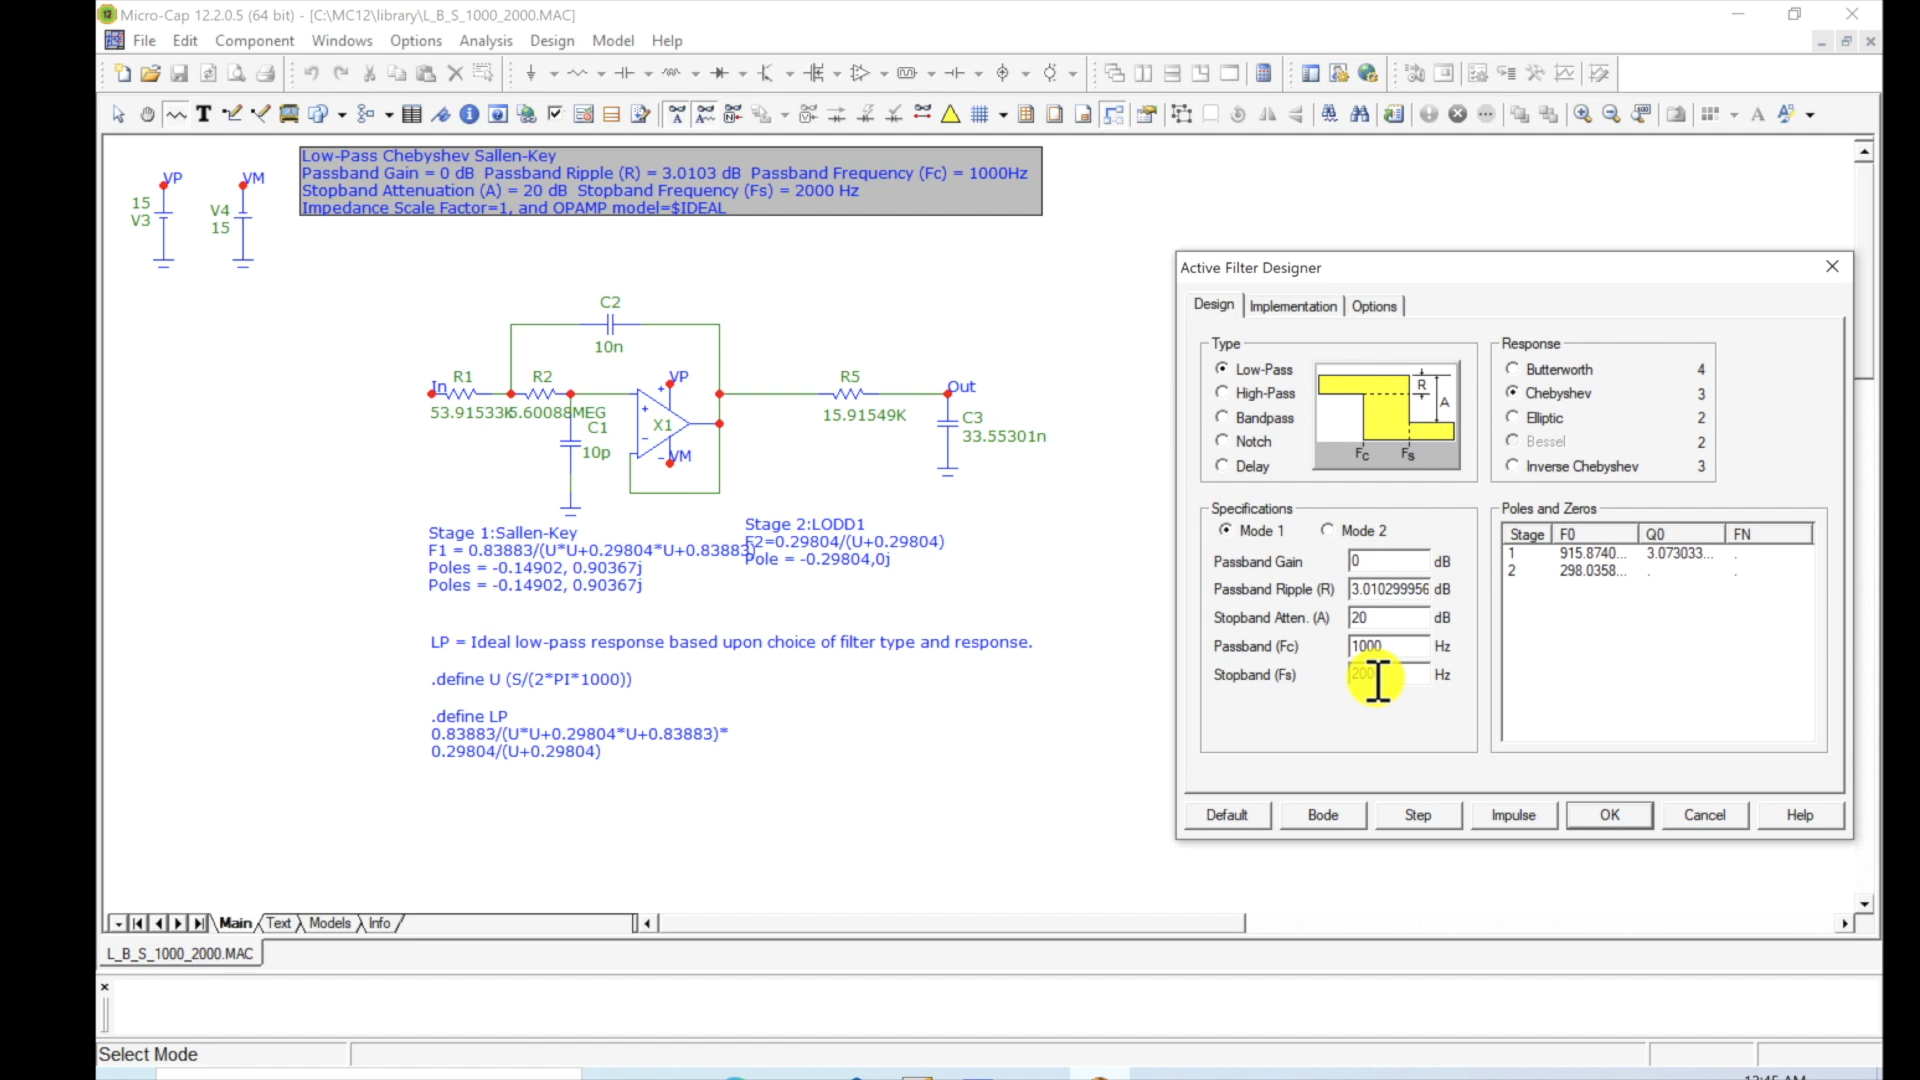 Micro-Cap 12.2.0.5 (64 bit) - [C:\MC12\library\L_B_S_1000_2000.MAC]
File Edit Component Windows Options Analysis Design Model Help
VP
15
V3
VM
V4
15
Low-Pass Chebyshev Sallen-Key
Passband Gain = 0 dB Passband Ripple (R) = 3.0103 dB Passband Frequency (Fc) = 1000Hz
Stopband Attenuation (A) = 20 dB Stopband Frequency (Fs) = 2000 Hz
Impedance Scale Factor=1, and OPAMP model=$IDEAL
C2
10n
In
R1
53.91533K
R2
5.60088MEG
C1
10p
VP
X1
VM
R5
15.91549K
Out
C3
33.55301n
Stage 1:Sallen-Key
F1 = 0.83883/(U*U+0.29804*U+0.83883)
Poles = -0.14902, 0.90367j
Poles = -0.14902, 0.90367j
Stage 2:LODD1
F2=0.29804/(U+0.29804)
Pole = -0.29804,0j
LP = Ideal low-pass response based upon choice of filter type and response.
.define U (S/(2*PI*1000))
.define LP
0.83883/(U*U+0.29804*U+0.83883)*
0.29804/(U+0.29804)
Active Filter Designer
Design Implementation Options
Type
Low-Pass
High-Pass
Bandpass
Notch
Delay
R
A
Fc Fs
Response
Butterworth 4
Chebyshev 3
Elliptic 2
Bessel 2
Inverse Chebyshev 3
Specifications
Mode 1 Mode 2
Passband Gain 0 dB
Passband Ripple (R) 3.010299956 dB
Stopband Atten. (A) 20 dB
Passband (Fc) 1000 Hz
Stopband (Fs) Hz
Poles and Zeros
Stage F0 Q0 FN
1 915.8740... 3.073033... .
2 298.0358... . .
Default Bode Step Impulse OK Cancel Help
Main Text Models Info
L_B_S_1000_2000.MAC
Select Mode